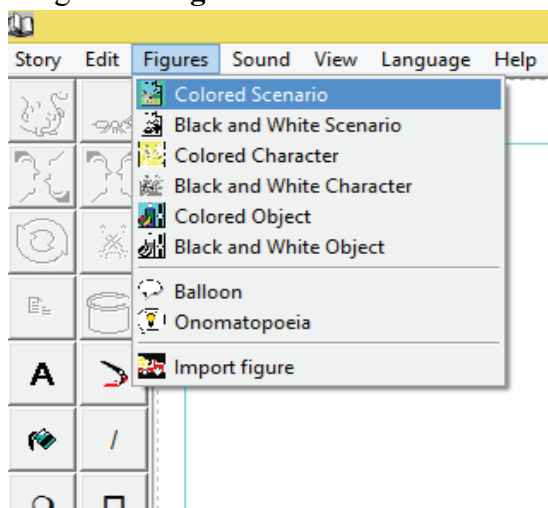 Story Edit Figures Sound View Language Help
Colored Scenario
Black and White Scenario
Colored Character
Black and White Character
Colored Object
Black and White Object
Balloon
Onomatopoeia
Import figure
A